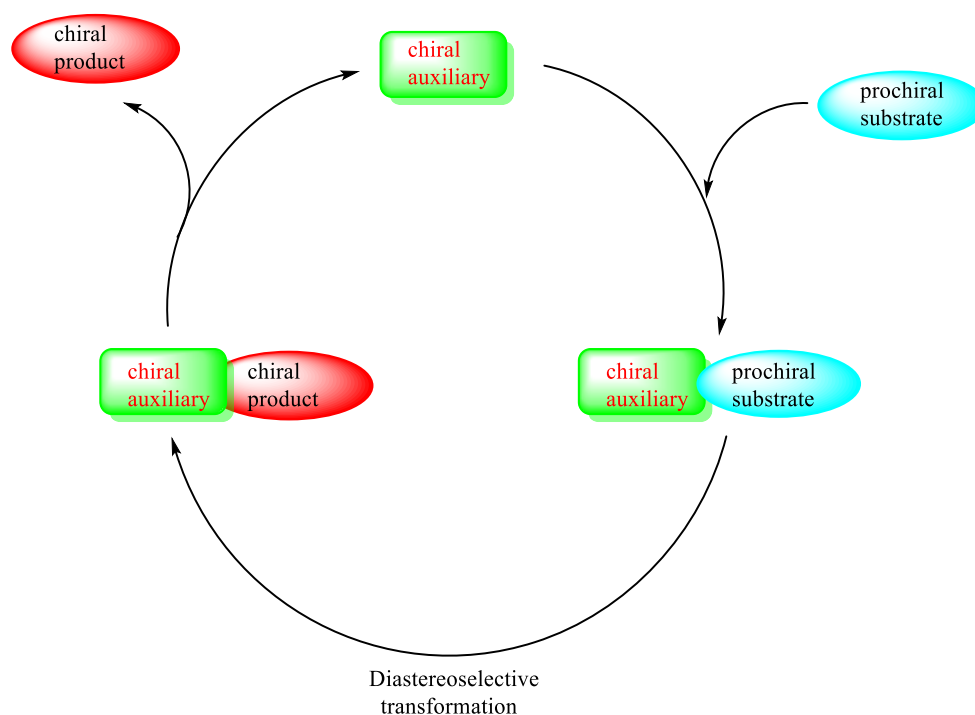 chiral
product
chiral
auxiliary
prochiral
substrate
chiral
auxiliary
chiral
product
chiral
auxiliary
prochiral
substrate
Diastereoselective
transformation